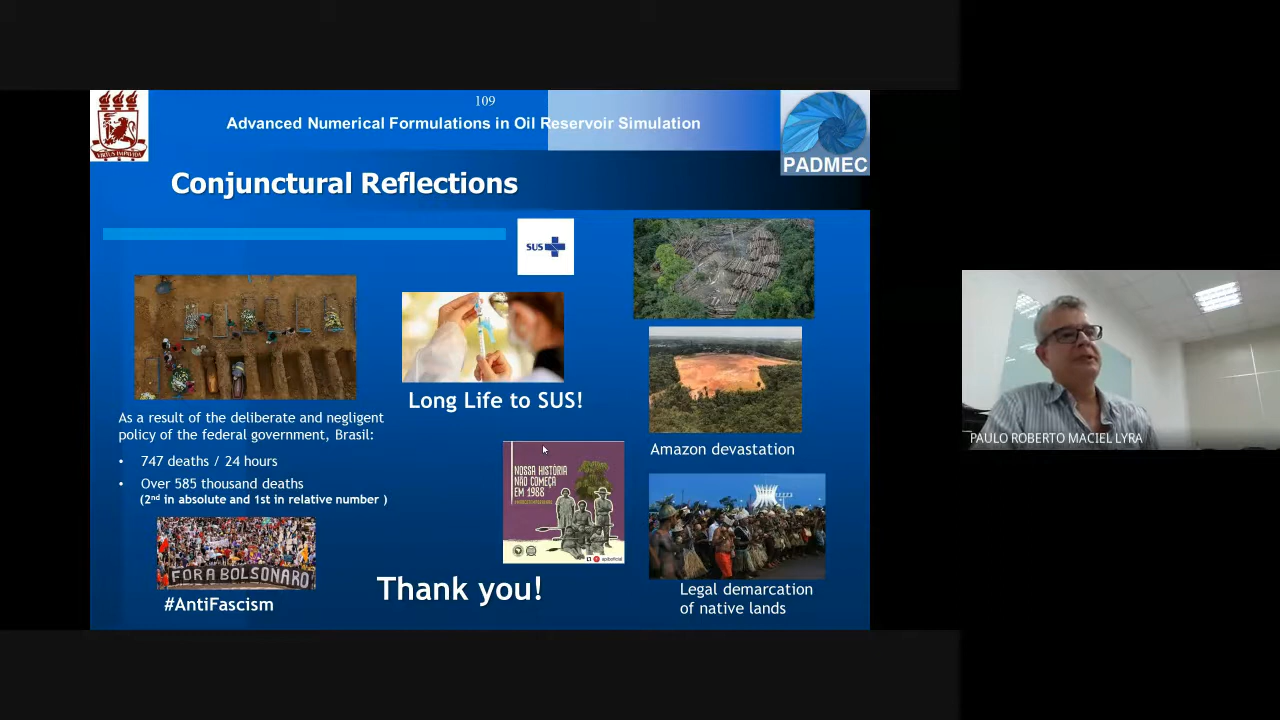 109
Advanced Numerical Formulations in Oil Reservoir Simulation
VIRTUS IMPAVIDA
PADMEC
Conjunctural Reflections
SUS
Long Life to SUS!
As a result of the deliberate and negligent
policy of the federal government, Brasil:
• 747 deaths / 24 hours
• Over 585 thousand deaths
(2nd in absolute and 1st in relative number )
FORA BOLSONARO
#AntiFascism
NOSSA HISTÓRIA
NÃO COMEÇA
EM 1988
apiboficial
Thank you!
Amazon devastation
Legal demarcation
of native lands
PAULO ROBERTO MACIEL LYRA